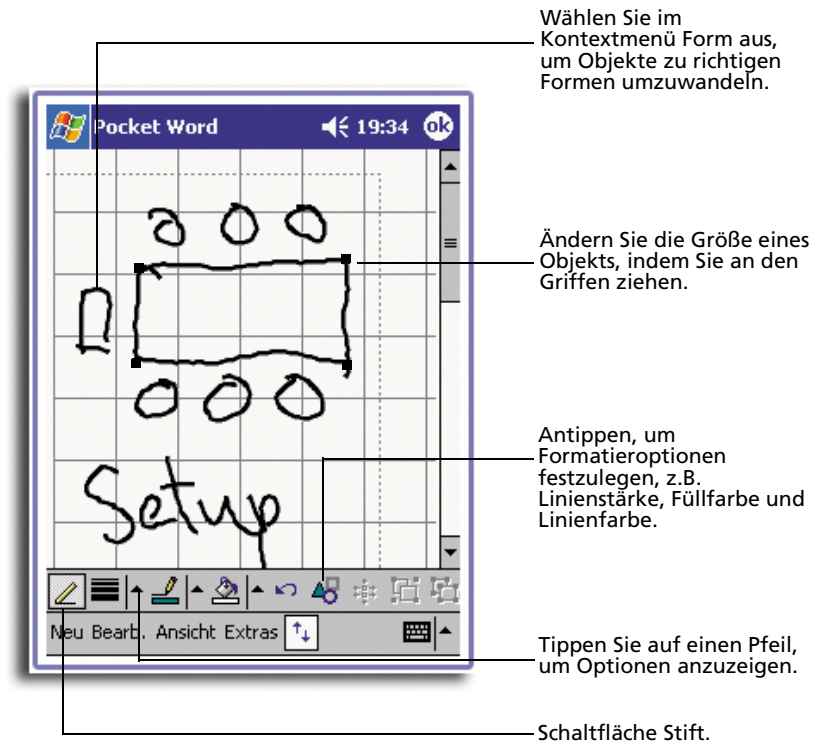 Wählen Sie im
Kontextmenü Form aus,
um Objekte zu richtigen
Formen umzuwandeln.
Pocket Word 19:34 ok
Ändern Sie die Größe eines
Objekts, indem Sie an den
Griffen ziehen.
Antippen, um
Formatieroptionen
festzulegen, z.B.
Linienstärke, Füllfarbe und
Linienfarbe.
Setup
Neu Bearb. Ansicht Extras
Tippen Sie auf einen Pfeil,
um Optionen anzuzeigen.
Schaltfläche Stift.